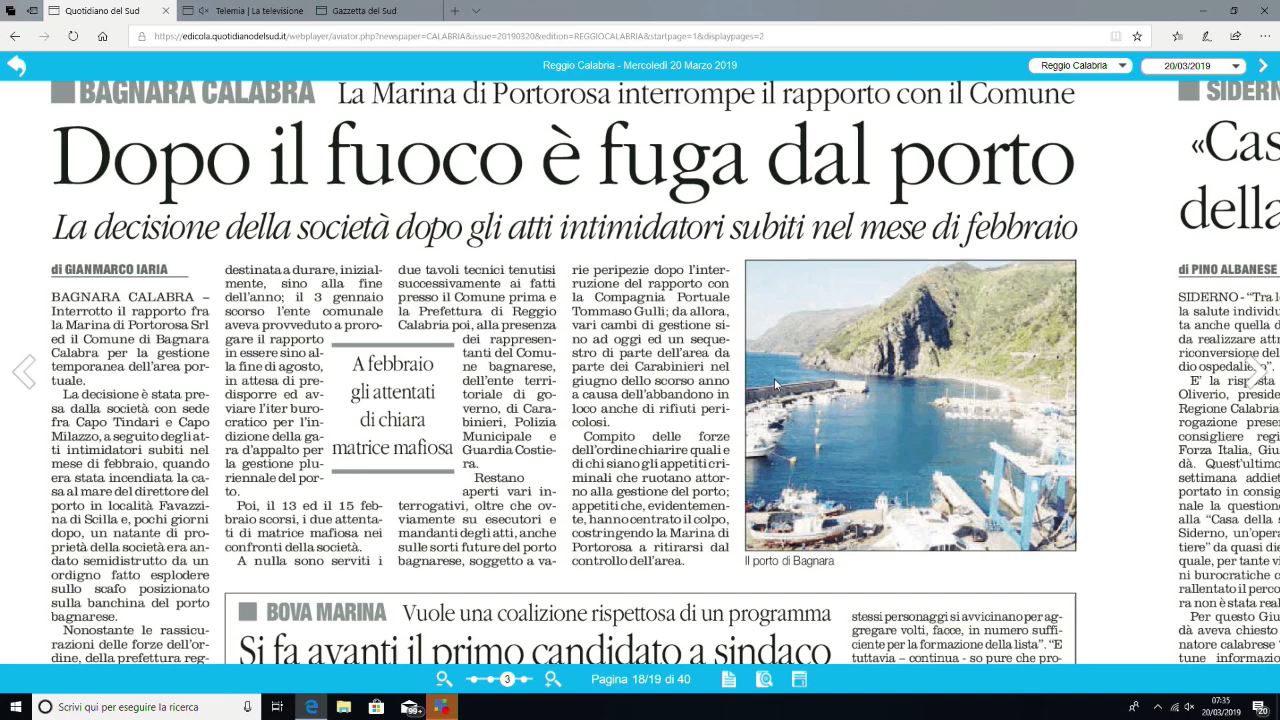 Quotidiano del Sud
Telemia | La televisione
Gazzetta del Sud
https://edicola.quotidianodelsud.it/webplayer/aviator.php?newspaper=CALABRIA&issue=20190320&edition=REGGIOCALABRIA&startpage=1&displaypages=2
Reggio Calabria - Mercoledì 20 Marzo 2019
Reggio Calabria
20/03/2019
BAGNARA CALABRA La Marina di Portorosa interrompe il rapporto con il Comune
Dopo il fuoco è fuga dal porto
La decisione della società dopo gli atti intimidatori subiti nel mese di febbraio
di GIANMARCO IARIA
BAGNARA CALABRA –
Interrotto il rapporto fra
la Marina di Portorosa Srl
ed il Comune di Bagnara
Calabra per la gestione
temporanea dell'area por-
tuale.
La decisione è stata pre-
sa dalla società con sede
fra Capo Tindari e Capo
Milazzo, a seguito degli at-
ti intimidatori subiti nel
mese di febbraio, quando
era stata incendiata la ca-
sa al mare del direttore del
porto in località Favazzi-
na di Scilla e, pochi giorni
dopo, un natante di pro-
prietà della società era an-
dato semidistrutto da un
ordigno fatto esplodere
sullo scafo posizionato
sulla banchina del porto
bagnarese.
Nonostante le rassicu-
razioni delle forze dell'or-
dine, della prefettura reg-
destinata a durare, inizial-
mente, sino alla fine
dell'anno; il 3 gennaio
scorso l'ente comunale
aveva provveduto a proro-
gare il rapporto
in essere sino al-
la fine di agosto,
in attesa di pre-
disporre ed av-
viare l'iter buro-
cratico per l'in-
dizione della ga-
ra d'appalto per
la gestione plu-
riennale del por-
to.
Poi, il 13 ed il 15 feb-
braio scorsi, i due attenta-
ti di matrice mafiosa nei
confronti della società.
A nulla sono serviti i
A febbraio
gli attentati
di chiara
matrice mafiosa
due tavoli tecnici tenutisi
successivamente ai fatti
presso il Comune prima e
la Prefettura di Reggio
Calabria poi, alla presenza
dei rappresen-
tanti del Comu-
ne bagnarese,
dell'ente terri-
toriale di go-
verno, di Cara-
binieri, Polizia
Municipale e
Guardia Costie-
ra.
Restano
aperti vari in-
terrogativi, oltre che ov-
viamente su esecutori e
mandanti degli atti, anche
sulle sorti future del porto
bagnarese, soggetto a va-
rie peripezie dopo l'inter-
ruzione del rapporto con
la Compagnia Portuale
Tommaso Gulli; da allora,
vari cambi di gestione si-
no ad oggi ed un seque-
stro di parte dell'area da
parte dei Carabinieri nel
giugno dello scorso anno
a causa dell'abbandono in
loco anche di rifiuti peri-
colosi.
Compito delle forze
dell'ordine chiarire quali e
di chi siano gli appetiti cri-
minali che ruotano attor-
no alla gestione del porto;
appetiti che, evidentemen-
te, hanno centrato il colpo,
costringendo la Marina di
Portorosa a ritirarsi dal
controllo dell'area.
Il porto di Bagnara
BOVA MARINA Vuole una coalizione rispettosa di un programma
Si fa avanti il primo candidato a sindaco
stessi personaggi si avvicinano per ag-
gregare volti, facce, in numero suffi-
ciente per la formazione della lista". "E
tuttavia – continua - so pure che pro-
SIDERN
«Cas
della
di PINO ALBANESE
SIDERNO - "Tra le
la salute individu
ta anche quella d
da realizzare attr
riconversione del
dio ospedalie
E' la risp ta
Oliverio, preside
Regione Calabria
rogazione prese
consigliere regi
Forza Italia, Giu
dà. Quest'ultimo
settimana addiet
portato in consig
nale la questione
alla "Casa della s
Siderno, un'opera
tiere" da quasi die
quale, per tante vi
ni burocratiche c
rallentato il perco
ra non è stata real
Per questo Giu
dà aveva chiesto
natore calabrese "
tune informazio
3
Pagina 18/19 di 40
Scrivi qui per eseguire la ricerca
99+
07:35
20/03/2019
20